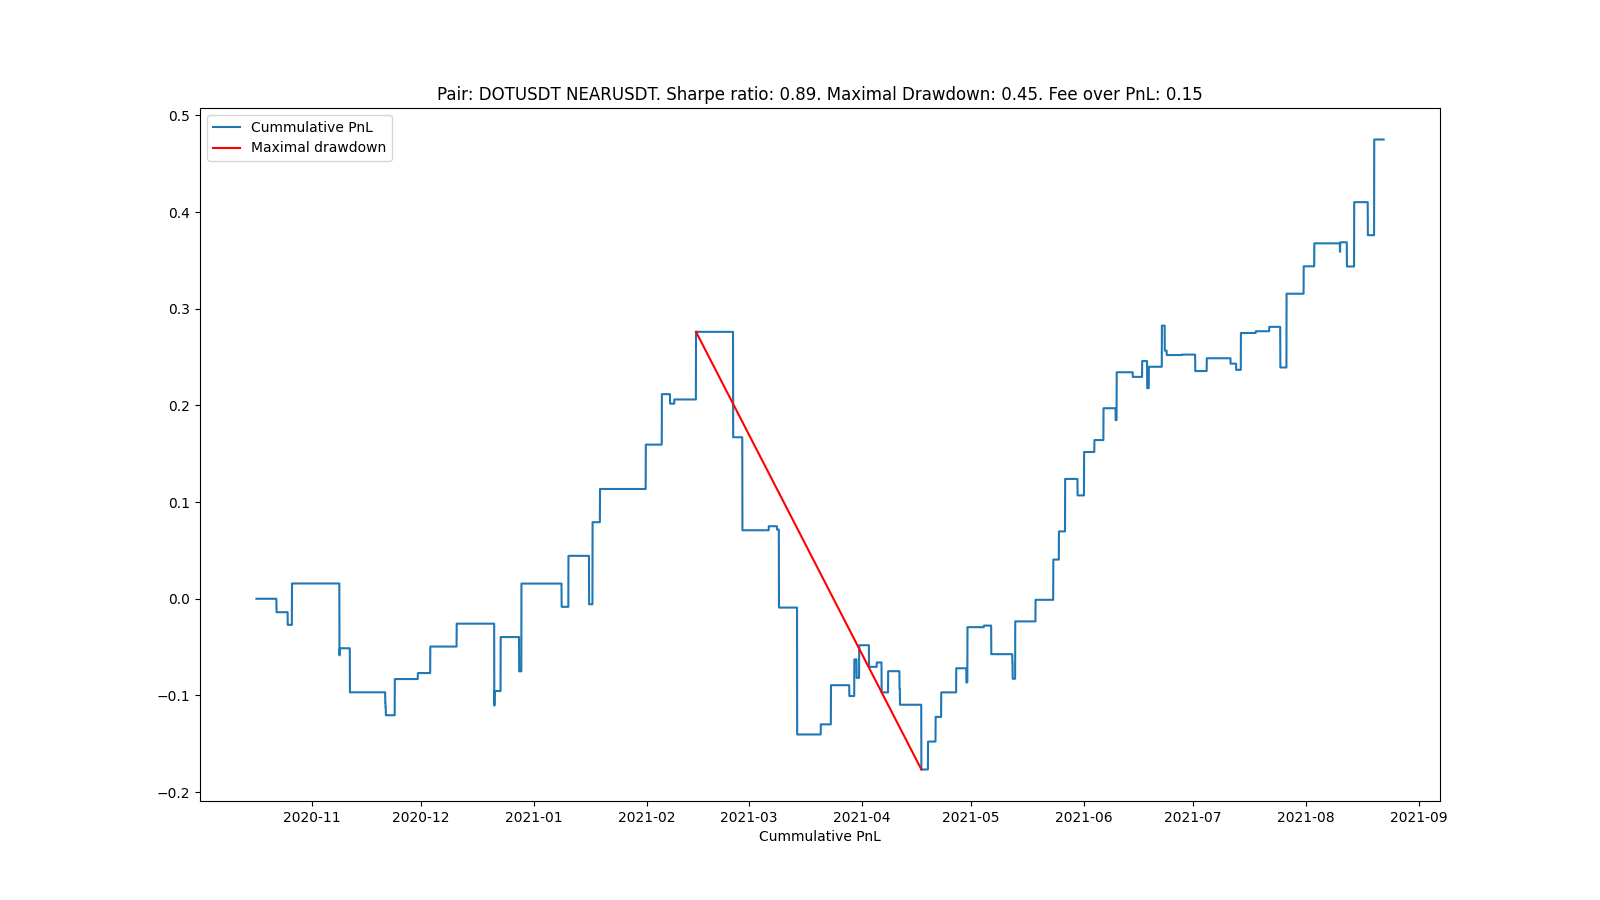 Pair: DOTUSDT NEARUSDT. Sharpe ratio: 0.89. Maximal Drawdown: 0.45. Fee over PnL: 0.15
Cummulative PnL
Maximal drawdown
0.5
0.4
0.3
0.2
0.1
0.0
−0.1
−0.2
2020-11 2020-12 2021-01 2021-02 2021-03 2021-04 2021-05 2021-06 2021-07 2021-08 2021-09
Cummulative PnL